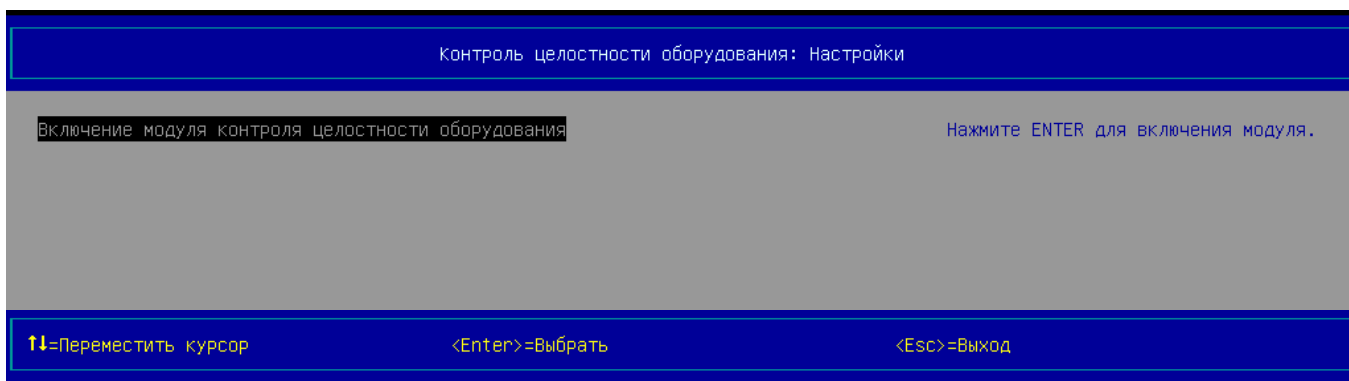 Контроль целостности оборудования: Настройки
Включение модуля контроля целостности оборудования
Нажмите ENTER для включения модуля.
↑↓=Переместить курсор <Enter>=Выбрать <Esc>=Выход